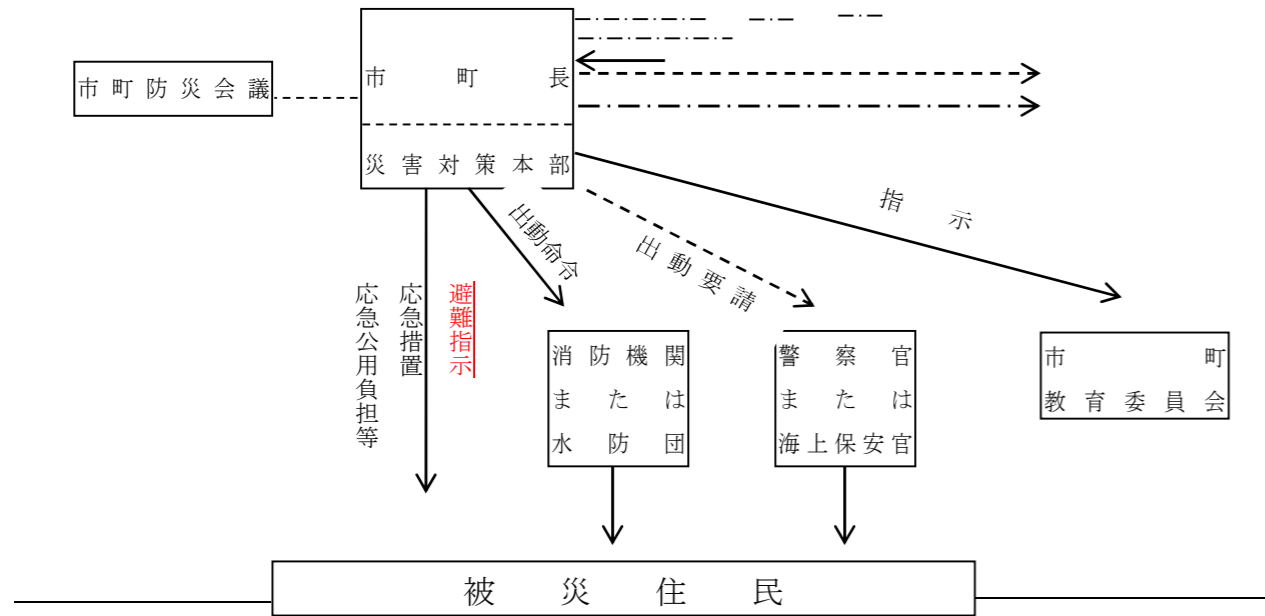 市町防災会議
市町長
災害対策本部
指示
出動命令
出動要請
避難指示
応急措置
応急公用負担等
消防機関
または
水防団
警察官
または
海上保安官
市町
教育委員会
被災住民